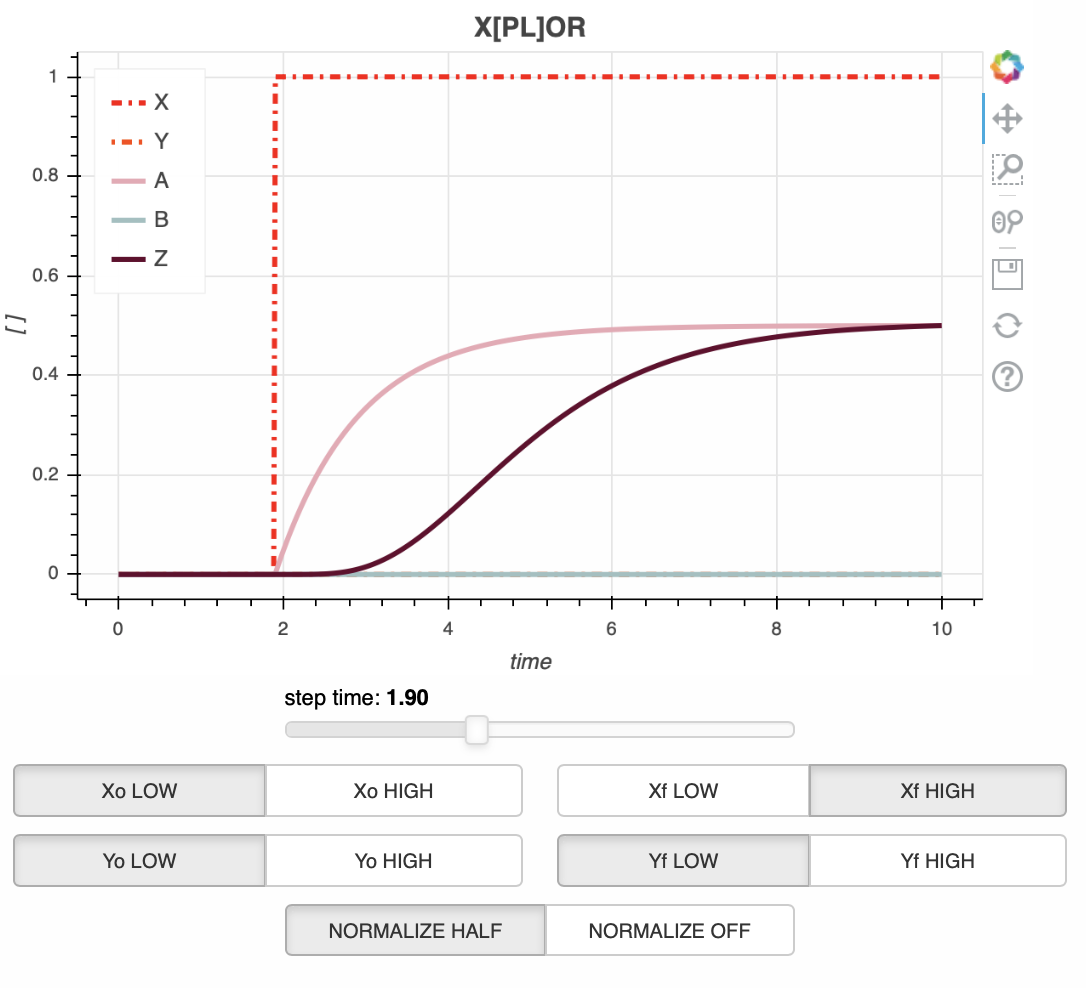 X[PL]OR
1
0.8
0.6
0.4
0.2
0
[ ]
X
Y
A
B
Z
0 2 4 6 8 10
time
step time: 1.90
Xo LOW Xo HIGH Xf LOW Xf HIGH
Yo LOW Yo HIGH Yf LOW Yf HIGH
NORMALIZE HALF NORMALIZE OFF
?